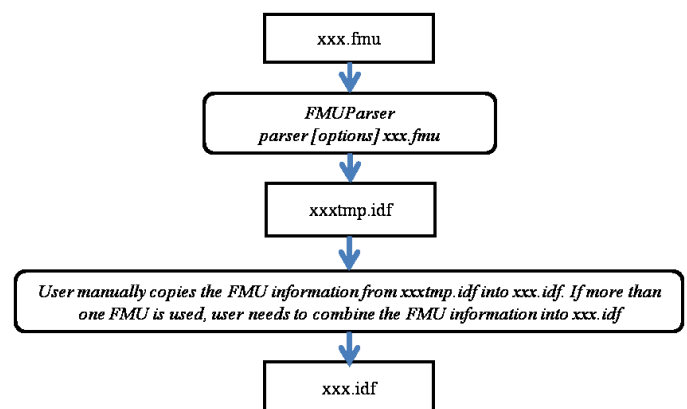 xxx.fmu
FMUParser
parser [options] xxx.fmu
xxxtmp.idf
User manually copies the FMU information from xxxtmp.idf into xxx.idf. If more than
one FMU is used, user needs to combine the FMU information into xxx.idf
xxx.idf